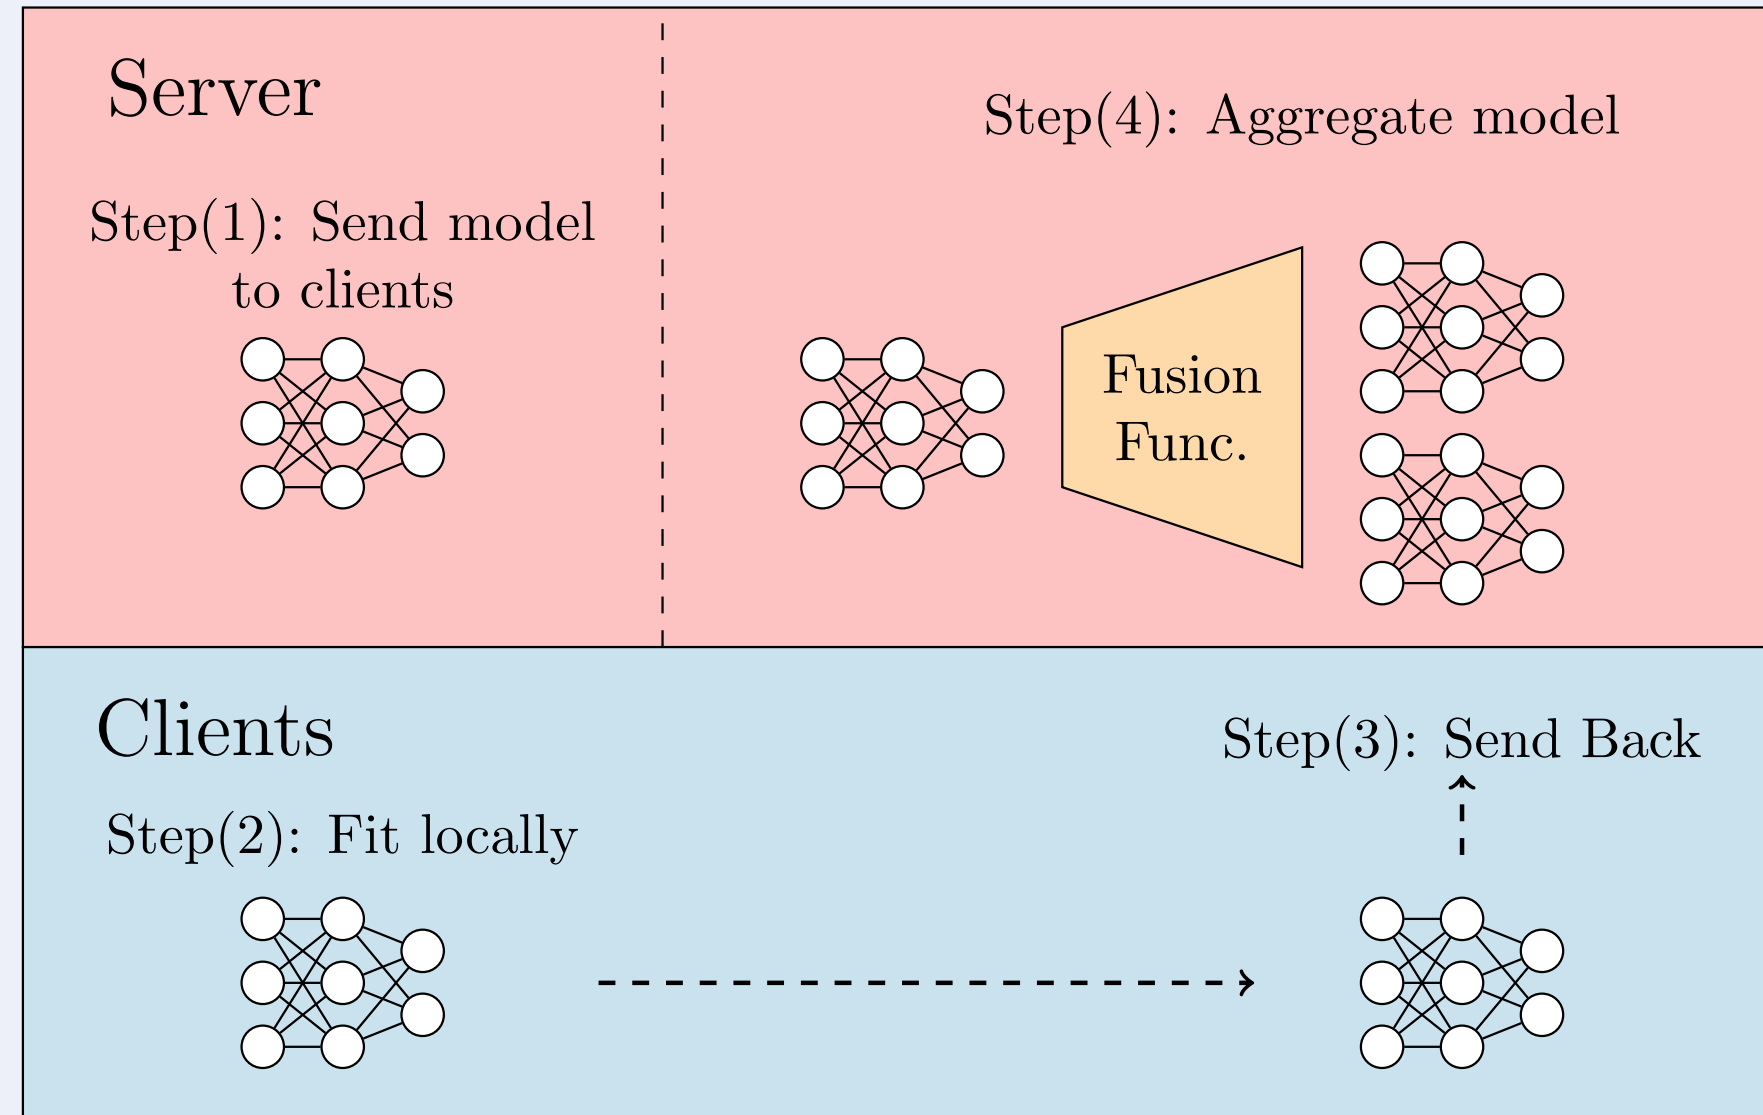 Server
Step(1): Send model
to clients
Step(4): Aggregate model
Fusion
Func.
Clients
Step(2): Fit locally
Step(3): Send Back